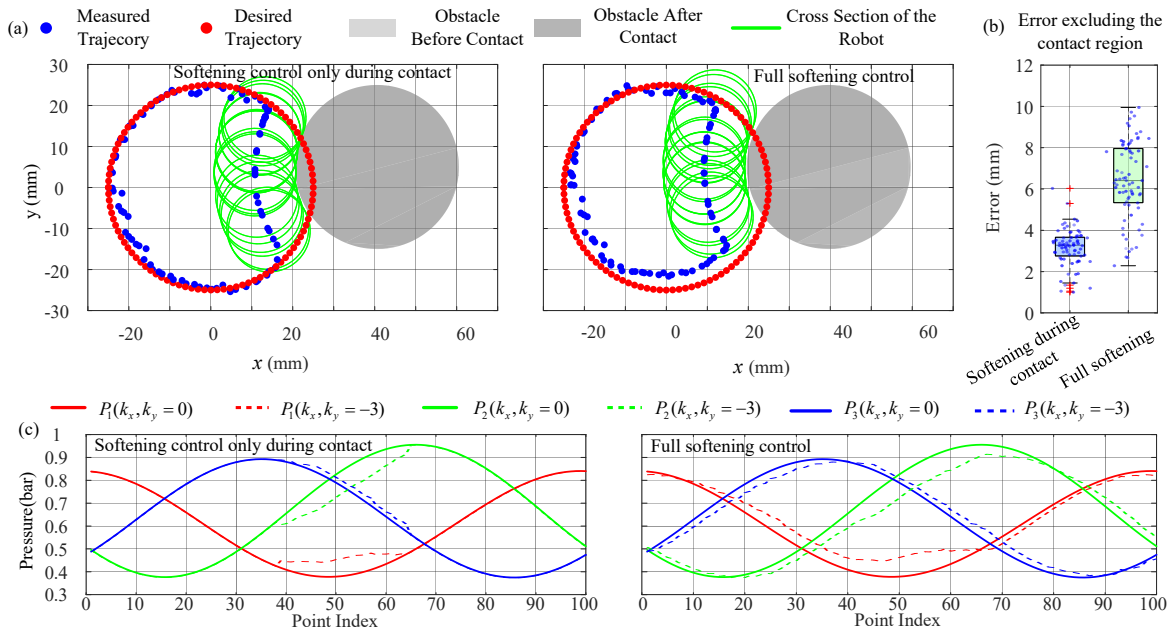 (a)
Measured
Trajecory
Desired
Trajectory
Obstacle
Before Contact
Obstacle After
Contact
Cross Section of the
Robot
Softening control only during contact
30
20
10
0
-10
-20
-30
y (mm)
-20
0
20
40
60
x (mm)
Full softening control
-20
0
20
40
60
x (mm)
(b)
Error excluding the
contact region
12
10
8
6
4
2
0
Error (mm)
Softening during
contact
Full softening
P₁(kₓ, k_y = 0)
P₁(kₓ, k_y = −3)
P₂(kₓ, k_y = 0)
P₂(kₓ, k_y = −3)
P₃(kₓ, k_y = 0)
P₃(kₓ, k_y = −3)
(c)
Softening control only during contact
1
0.9
0.8
0.7
0.6
0.5
0.4
0.3
Pressure(bar)
0 10 20 30 40 50 60 70 80 90 100
Point Index
Full softening control
0 10 20 30 40 50 60 70 80 90 100
Point Index